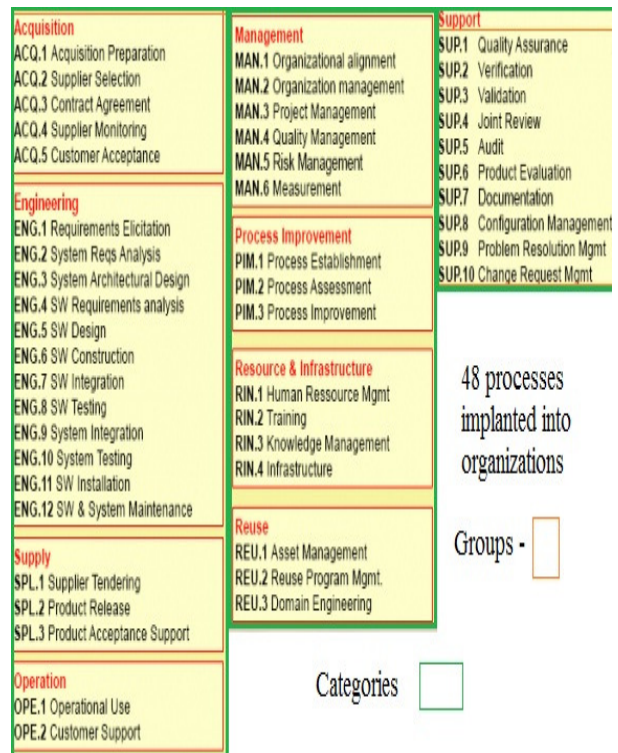 Acquisition
ACQ.1 Acquisition Preparation
ACQ.2 Supplier Selection
ACQ.3 Contract Agreement
ACQ.4 Supplier Monitoring
ACQ.5 Customer Acceptance
Engineering
ENG.1 Requirements Elicitation
ENG.2 System Reqs Analysis
ENG.3 System Architectural Design
ENG.4 SW Requirements analysis
ENG.5 SW Design
ENG.6 SW Construction
ENG.7 SW Integration
ENG.8 SW Testing
ENG.9 System Integration
ENG.10 System Testing
ENG.11 SW Installation
ENG.12 SW & System Maintenance
Supply
SPL.1 Supplier Tendering
SPL.2 Product Release
SPL.3 Product Acceptance Support
Operation
OPE.1 Operational Use
OPE.2 Customer Support
Management
MAN.1 Organizational alignment
MAN.2 Organization management
MAN.3 Project Management
MAN.4 Quality Management
MAN.5 Risk Management
MAN.6 Measurement
Process Improvement
PIM.1 Process Establishment
PIM.2 Process Assessment
PIM.3 Process Improvement
Resource & Infrastructure
RIN.1 Human Ressource Mgmt
RIN.2 Training
RIN.3 Knowledge Management
RIN.4 Infrastructure
Reuse
REU.1 Asset Management
REU.2 Reuse Program Mgmt.
REU.3 Domain Engineering
Support
SUP.1 Quality Assurance
SUP.2 Verification
SUP.3 Validation
SUP.4 Joint Review
SUP.5 Audit
SUP.6 Product Evaluation
SUP.7 Documentation
SUP.8 Configuration Management
SUP.9 Problem Resolution Mgmt
SUP.10 Change Request Mgmt
48 processes
implanted into
organizations
Groups -
Categories